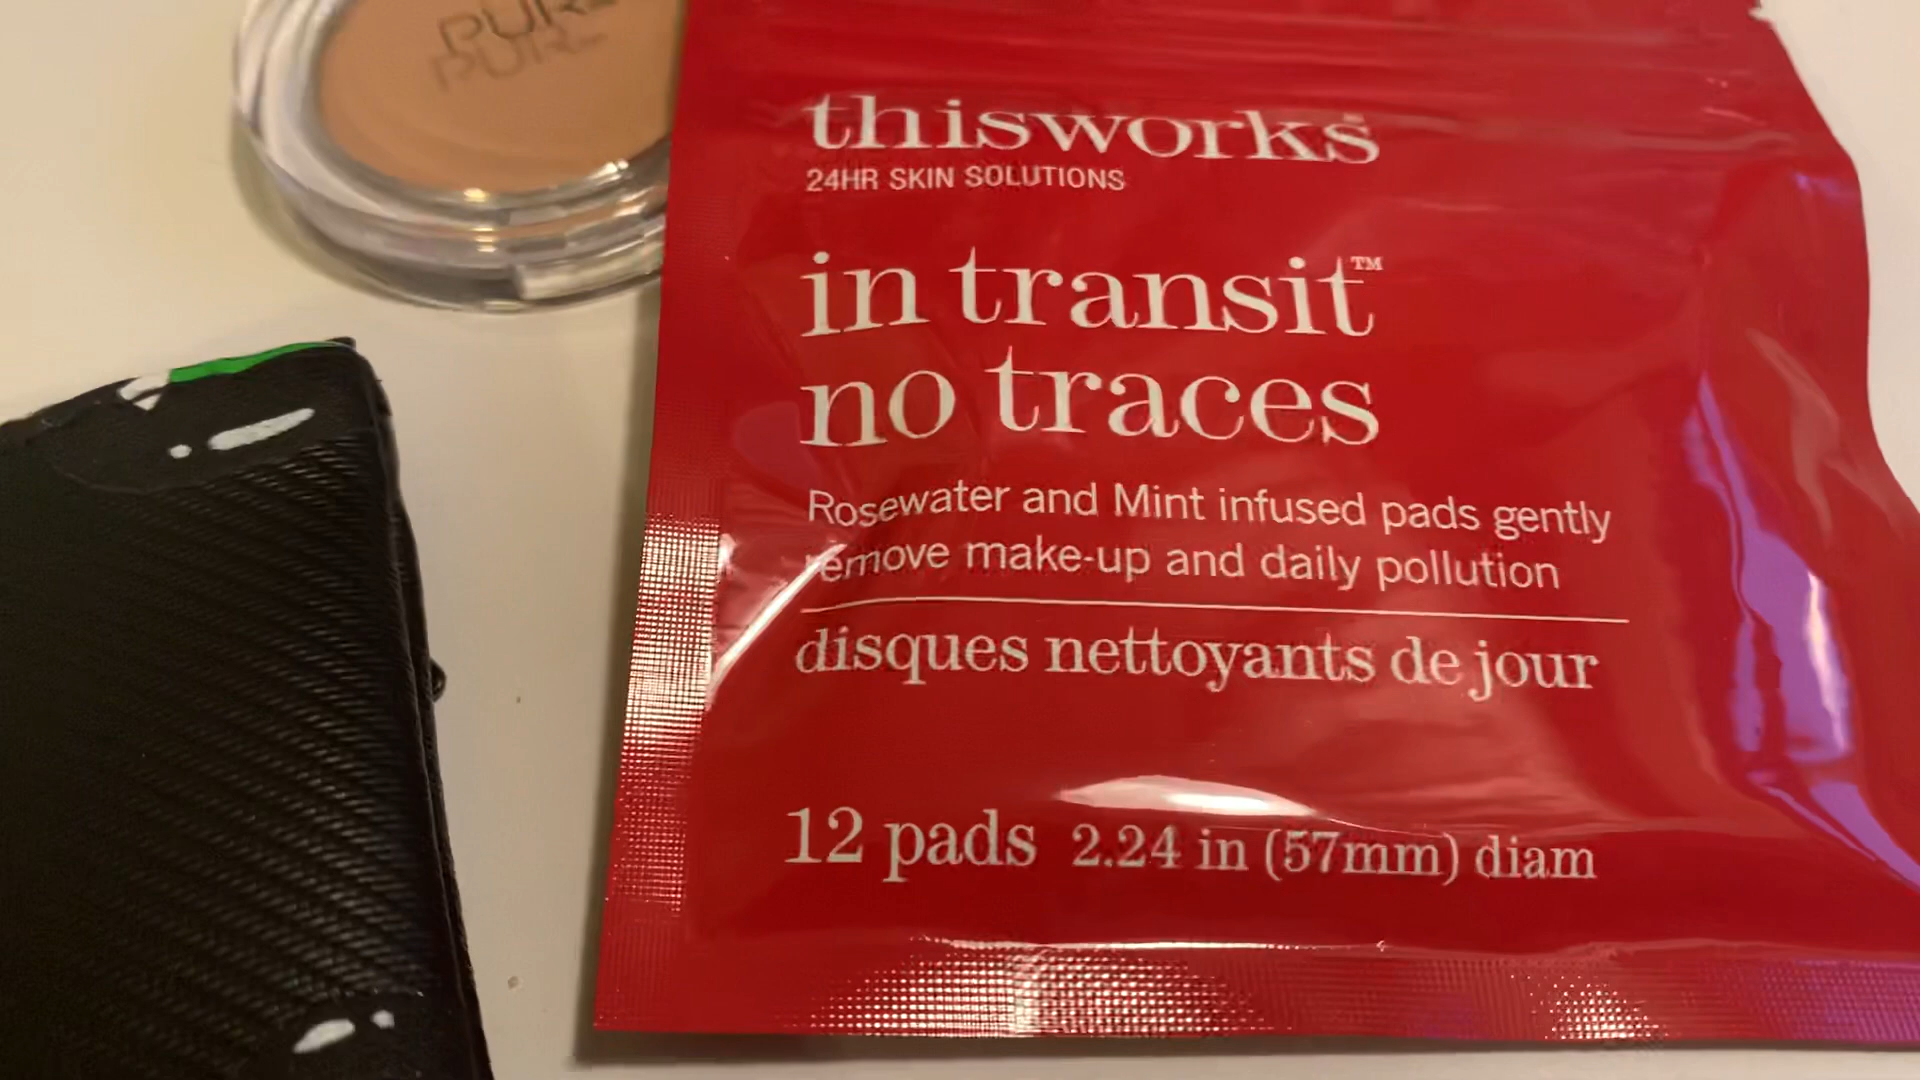 thisworks
24HR SKIN SOLUTIONS
in transit™
no traces
Rosewater and Mint infused pads gently
remove make-up and daily pollution
disques nettoyants de jour
12 pads 2.24 in (57mm) diam